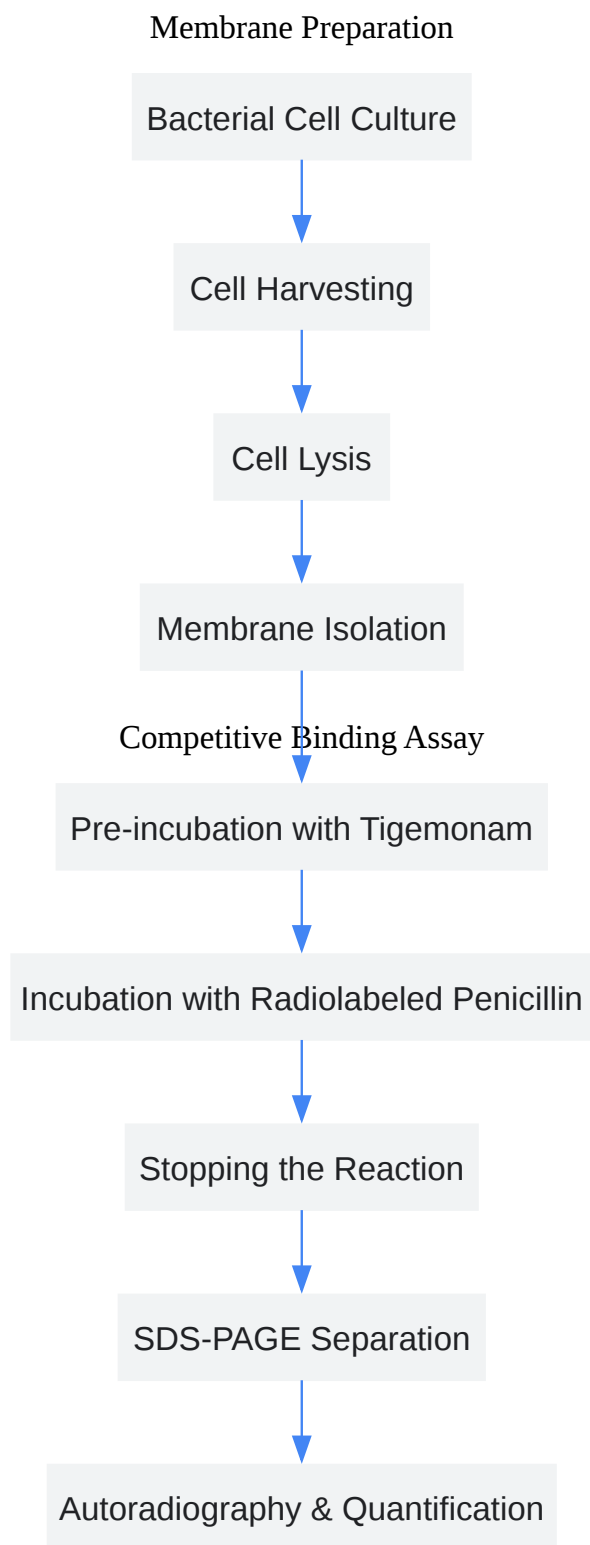 Membrane Preparation
Bacterial Cell Culture
Cell Harvesting
Cell Lysis
Membrane Isolation
Competitive Binding Assay
Pre-incubation with Tigemonam
Incubation with Radiolabeled Penicillin
Stopping the Reaction
SDS-PAGE Separation
Autoradiography & Quantification